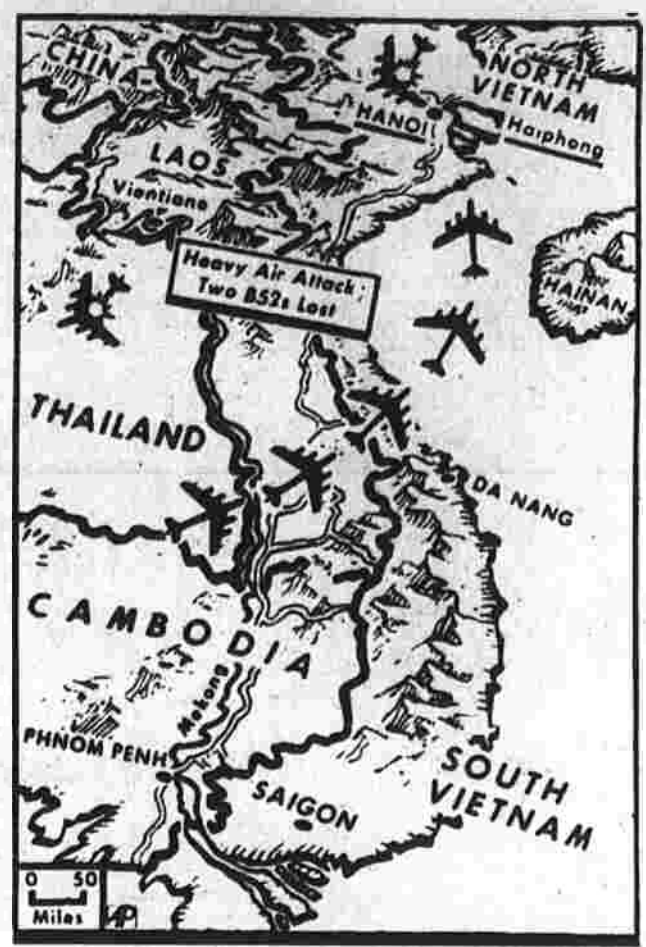 CHINA
NORTH
VIETNAM
HANOI
Haiphong
LAOS
Vientiane
Heavy Air Attack
Two B52s Lost
HAINAN
THAILAND
DA NANG
CAMBODIA
Mekong
PHNOM PENH
SAIGON
SOUTH
VIETNAM
0 50
Miles
AP